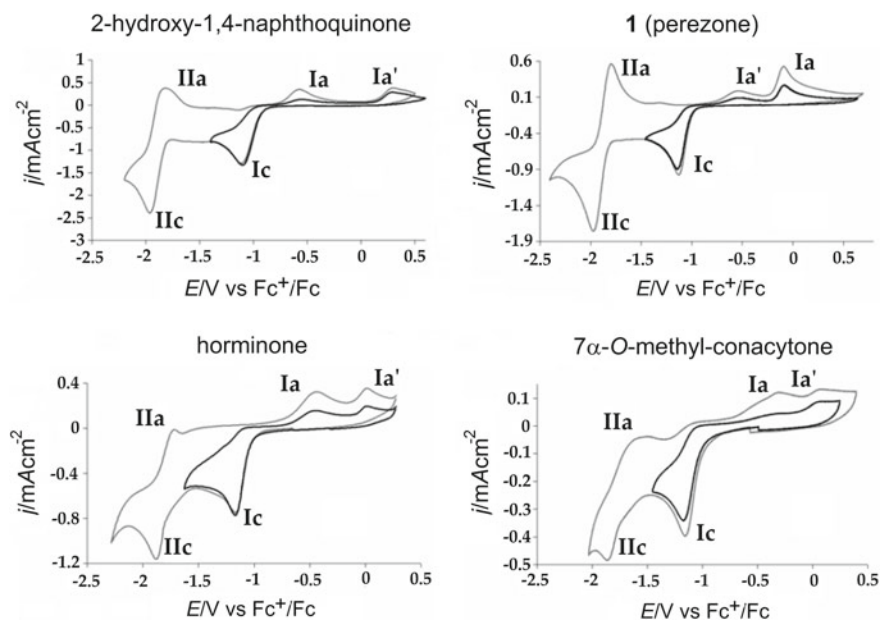 2-hydroxy-1,4-naphthoquinone
1
0.5
0
-0.5
-1
-1.5
-2
-2.5
-3
j/mAcm-2
IIa
Ia
Ia'
Ic
IIc
-2.5 -2 -1.5 -1 -0.5 0 0.5
E/V vs Fc+/Fc
1 (perezone)
0.6
0.1
-0.4
-0.9
-1.4
-1.9
j/mAcm-2
IIa
Ia'
Ia
Ic
IIc
-2.5 -2 -1.5 -1 -0.5 0 0.5
E/V vs Fc+/Fc
horminone
0.4
0
-0.4
-0.8
-1.2
j/mAcm-2
IIa
Ia
Ia'
Ic
IIc
-2.5 -2 -1.5 -1 -0.5 0 0.5
E/V vs Fc+/Fc
7α-O-methyl-conacytone
0.1
0
-0.1
-0.2
-0.3
-0.4
-0.5
j/mAcm-2
IIa
Ia
Ia'
Ic
IIc
-2.5 -2 -1.5 -1 -0.5 0 0.5
E/V vs Fc+/Fc